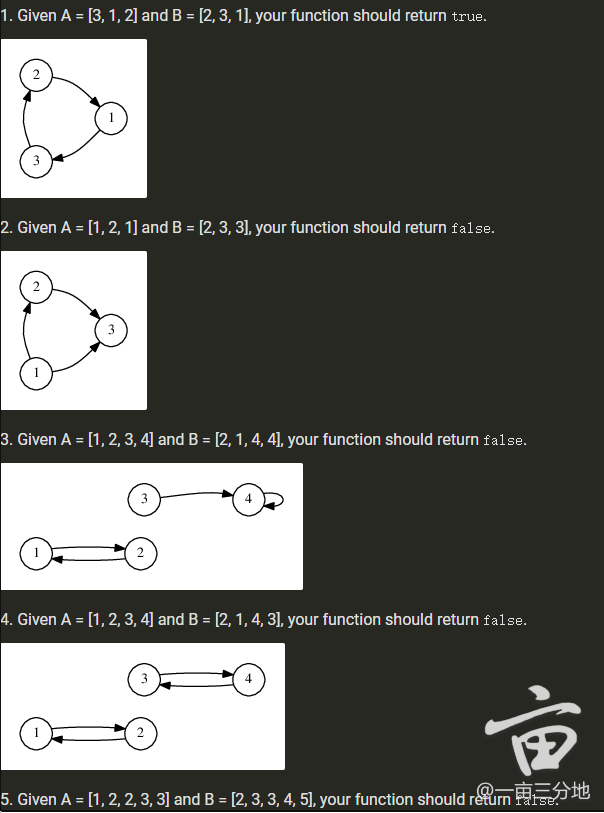 1. Given A = [3, 1, 2] and B = [2, 3, 1], your function should return true.
2
1
3
2. Given A = [1, 2, 1] and B = [2, 3, 3], your function should return false.
2
3
1
3. Given A = [1, 2, 3, 4] and B = [2, 1, 4, 4], your function should return false.
3 4
1 2
4. Given A = [1, 2, 3, 4] and B = [2, 1, 4, 3], your function should return false.
3 4
1 2
亩
@一亩三分地
5. Given A = [1, 2, 2, 3, 3] and B = [2, 3, 3, 4, 5], your function should return false.